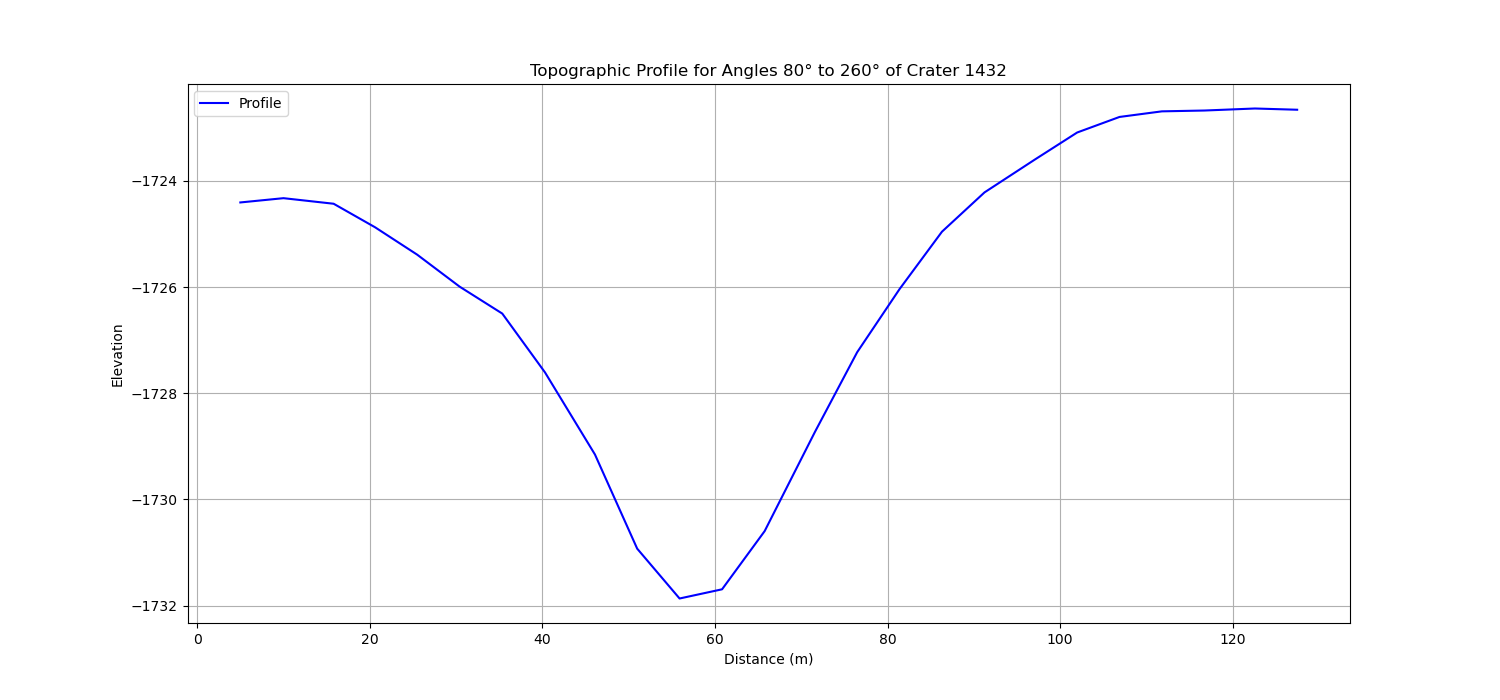 Topographic Profile for Angles 80° to 260° of Crater 1432
Profile
−1724
−1726
−1728
−1730
−1732
Elevation
0 20 40 60 80 100 120
Distance (m)